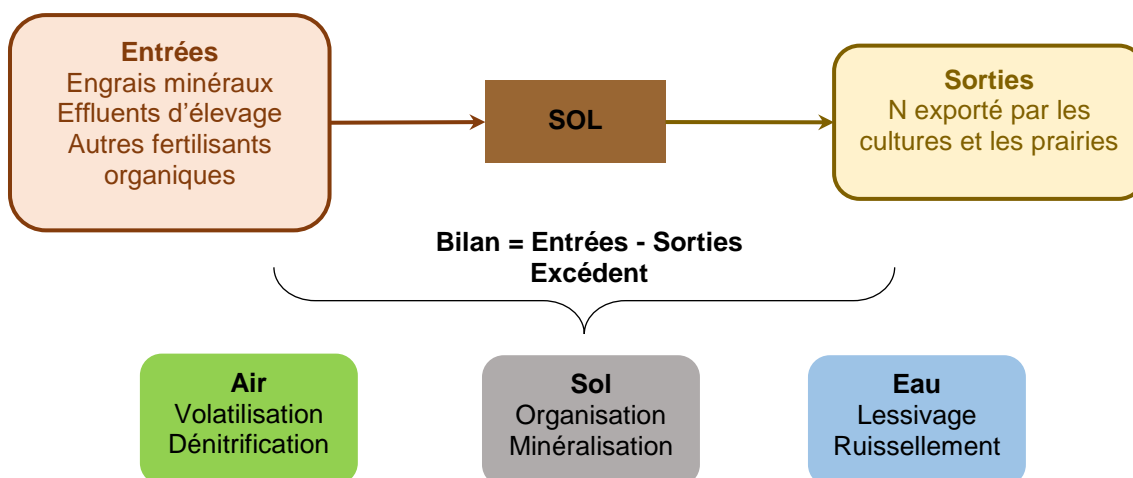 Entrées
Engrais minéraux
Effluents d’élevage
Autres fertilisants
organiques
SOL
Sorties
N exporté par les
cultures et les prairies
Bilan = Entrées - Sorties
Excédent
Air
Volatilisation
Dénitrification
Sol
Organisation
Minéralisation
Eau
Lessivage
Ruissellement